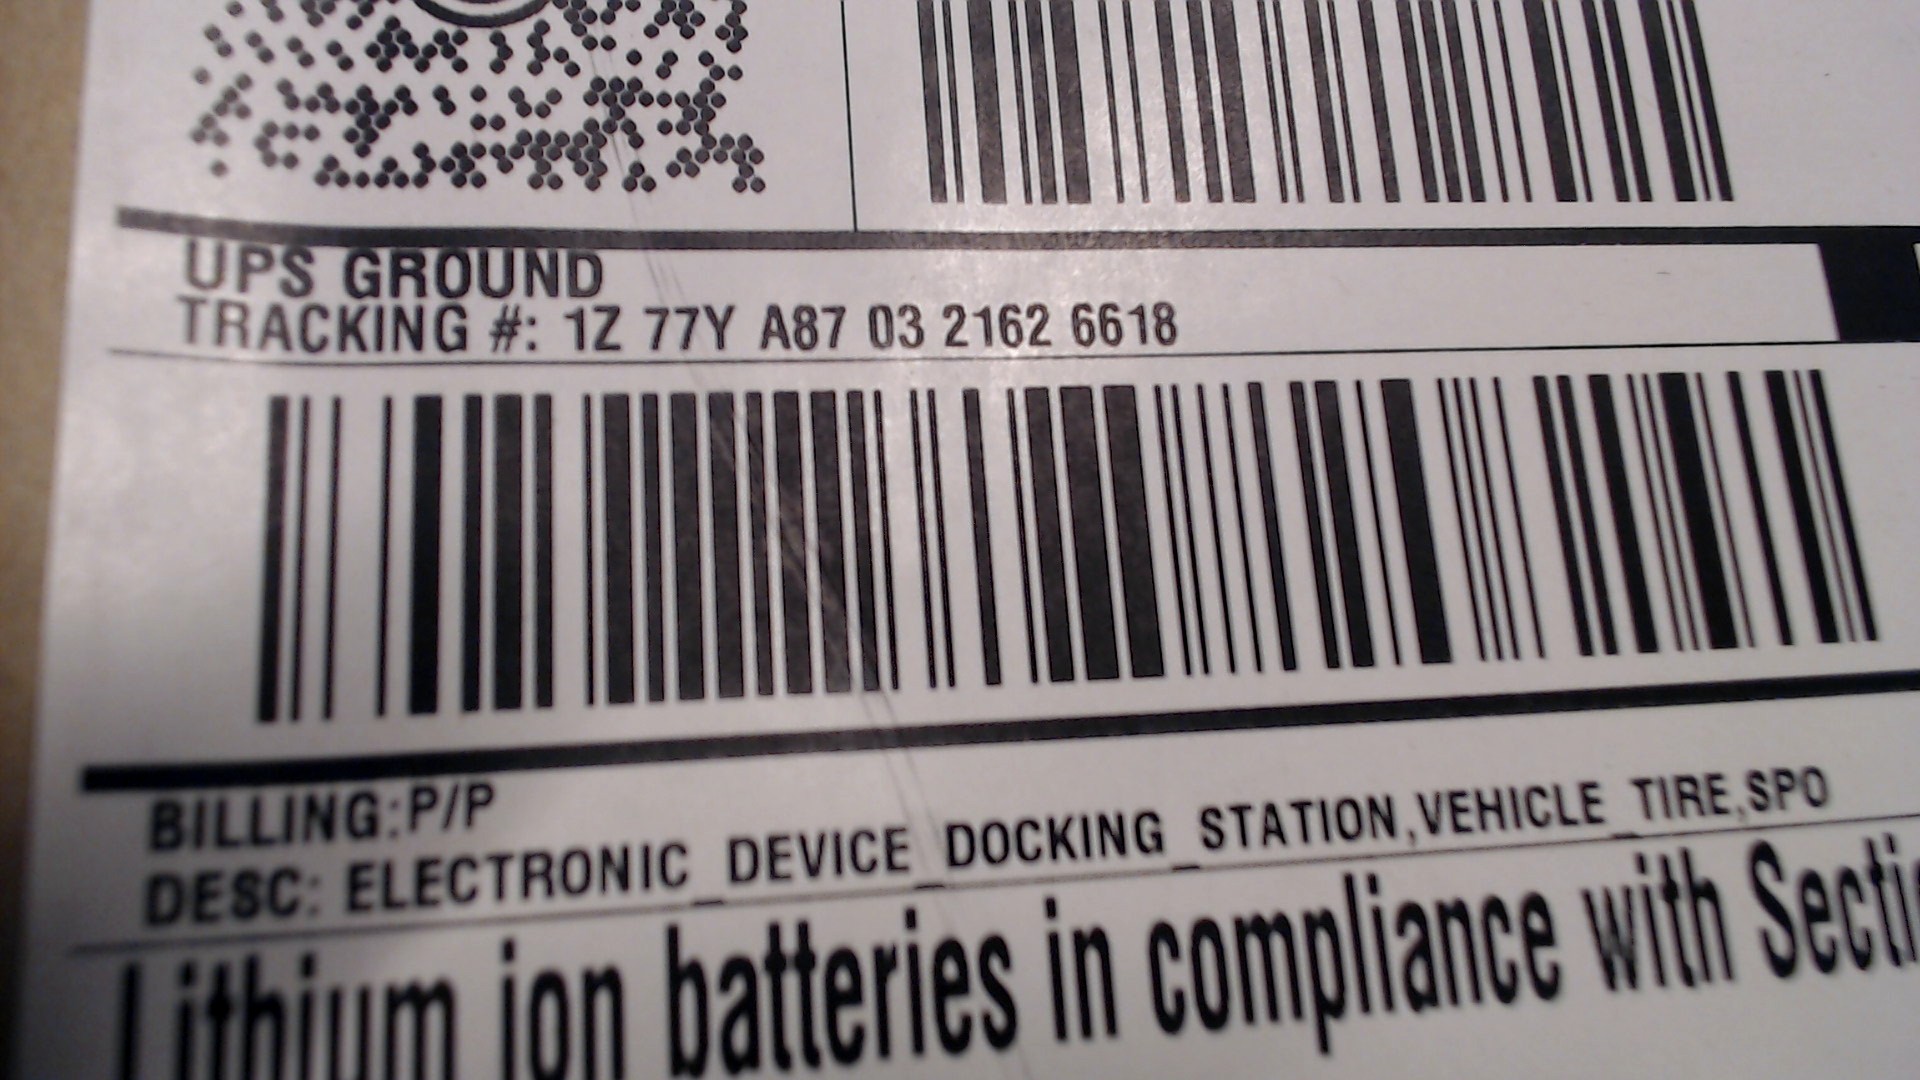 UPS GROUND
TRACKING #: 1Z 77Y A87 03 2162 6618
BILLING:P/P
DESC: ELECTRONIC_DEVICE_DOCKING_STATION,VEHICLE_TIRE,SPO
Lithium ion batteries in compliance with Secti